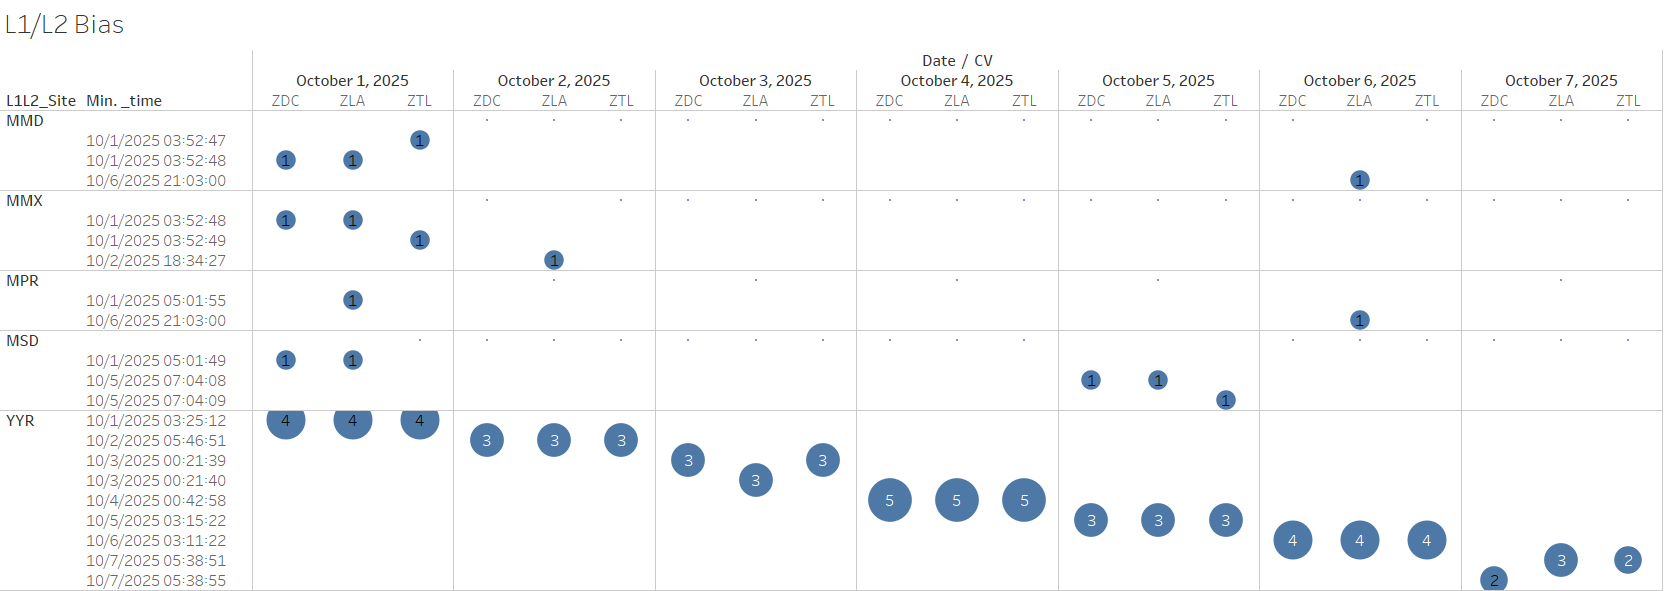 L1/L2 Bias
Date / CV
October 1, 2025 October 2, 2025 October 3, 2025 October 4, 2025 October 5, 2025 October 6, 2025 October 7, 2025
L1L2_Site Min. _time ZDC ZLA ZTL ZDC ZLA ZTL ZDC ZLA ZTL ZDC ZLA ZTL ZDC ZLA ZTL ZDC ZLA ZTL ZDC ZLA ZTL
MMD
10/1/2025 03:52:47 1
10/1/2025 03:52:48 1 1
10/6/2025 21:03:00 1
MMX
10/1/2025 03:52:48 1 1
10/1/2025 03:52:49 1
10/2/2025 18:34:27 1
MPR
10/1/2025 05:01:55 1
10/6/2025 21:03:00 1
MSD
10/1/2025 05:01:49 1 1
10/5/2025 07:04:08 1 1
10/5/2025 07:04:09 1
YYR 10/1/2025 03:25:12 4 4 4
10/2/2025 05:46:51 3 3 3
10/3/2025 00:21:39 3 3
10/3/2025 00:21:40 3
10/4/2025 00:42:58 5 5 5
10/5/2025 03:15:22 3 3 3
10/6/2025 03:11:22 4 4 4
10/7/2025 05:38:51 3 2
10/7/2025 05:38:55 2